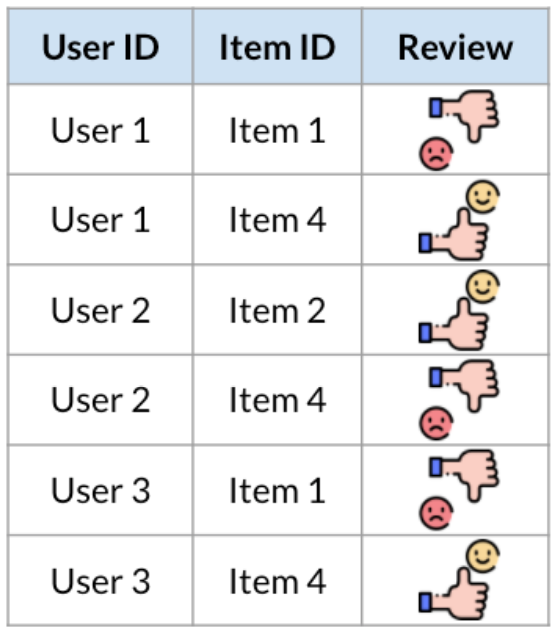 User ID Item ID Review
User 1 Item 1
User 1 Item 4
User 2 Item 2
User 2 Item 4
User 3 Item 1
User 3 Item 4